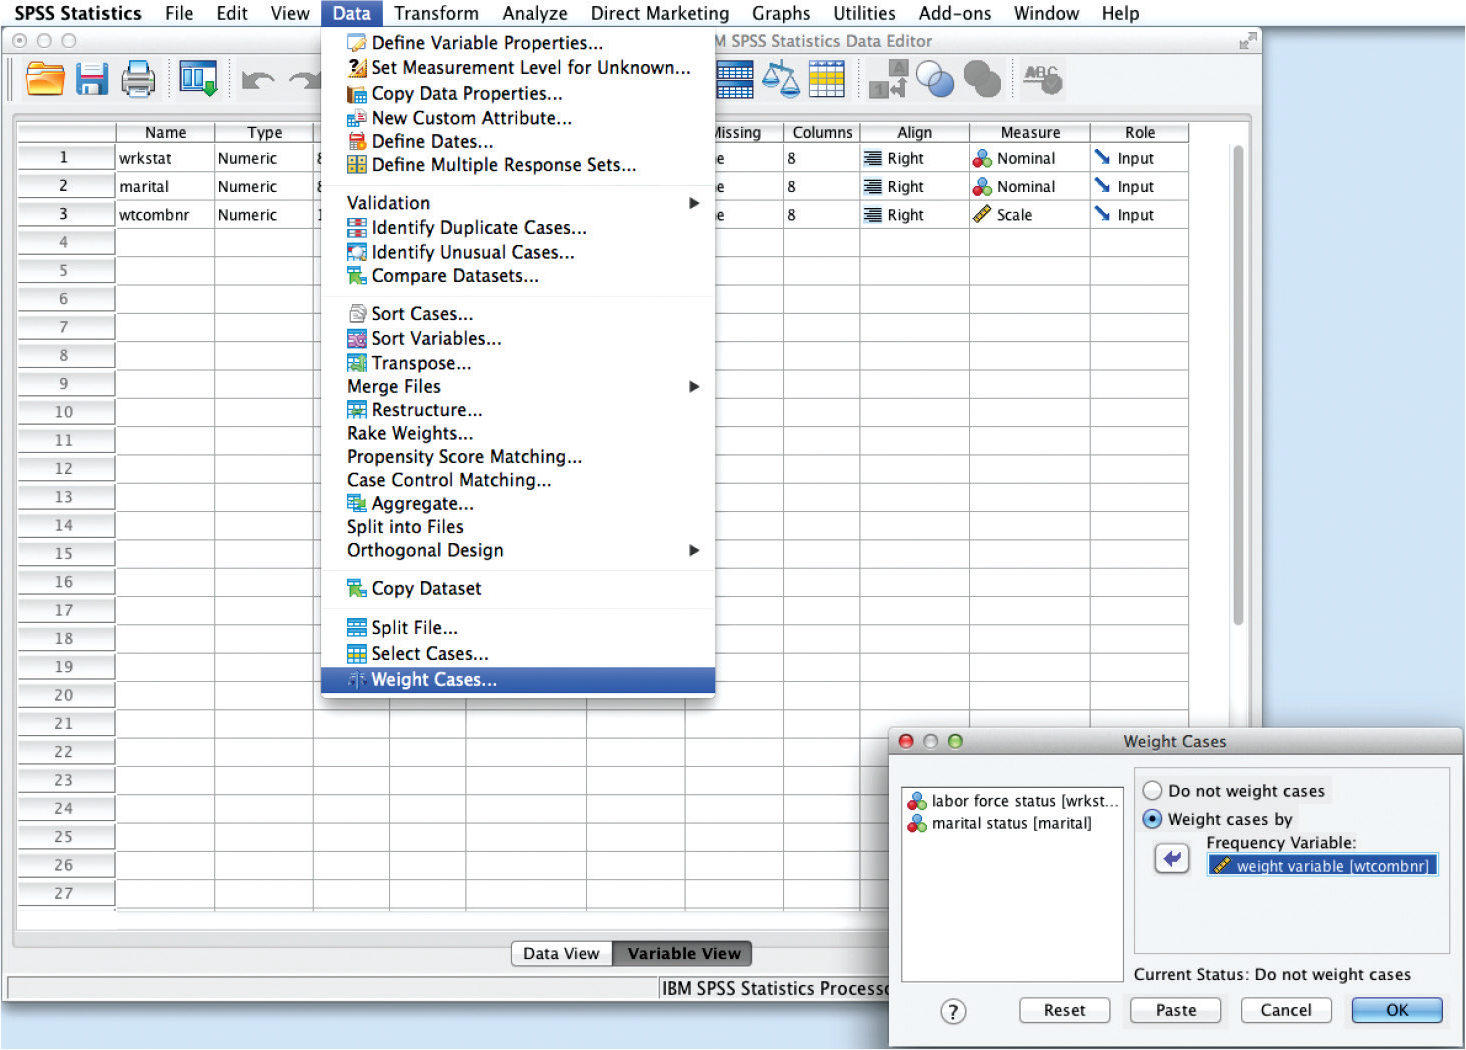 SPSS Statistics File Edit View Data Transform Analyze Direct Marketing Graphs Utilities Add-ons Window Help
M SPSS Statistics Data Editor
Define Variable Properties...
Set Measurement Level for Unknown...
Copy Data Properties...
New Custom Attribute...
Define Dates...
Define Multiple Response Sets...
Validation
Identify Duplicate Cases...
Identify Unusual Cases...
Compare Datasets...
Sort Cases...
Sort Variables...
Transpose...
Merge Files
Restructure...
Rake Weights...
Propensity Score Matching...
Case Control Matching...
Aggregate...
Split into Files
Orthogonal Design
Copy Dataset
Split File...
Select Cases...
Weight Cases...
A
1
ABC
Name Type Missing Columns Align Measure Role
1 wrkstat Numeric 8 e 8 Right Nominal Input
2 marital Numeric 8 e 8 Right Nominal Input
3 wtcombnr Numeric 1 e 8 Right Scale Input
4
5
6
7
8
9
10
11
12
13
14
15
16
17
18
19
20
21
22
23
24
25
26
27
Data View Variable View
IBM SPSS Statistics Processo
Weight Cases
labor force status [wrkst...
marital status [marital]
Do not weight cases
Weight cases by
Frequency Variable:
weight variable [wtcombnr]
Current Status: Do not weight cases
? Reset Paste Cancel OK